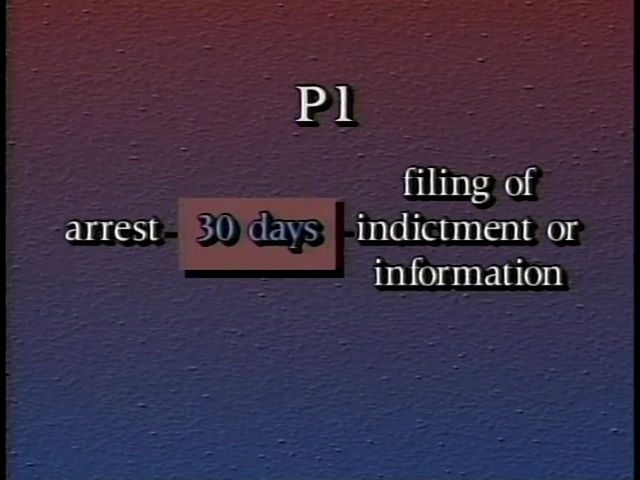 P1
filing of
arrest - 30 days - indictment or
information